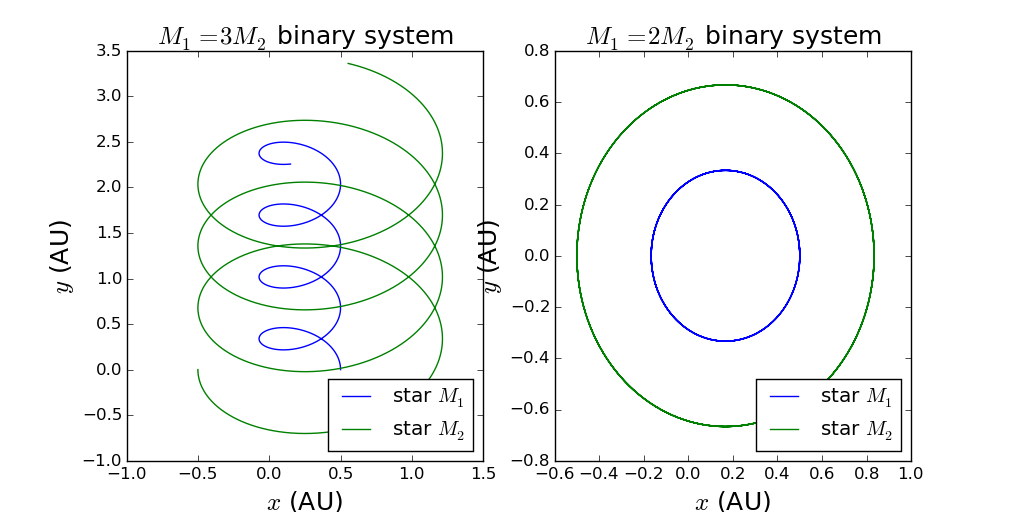 M₁ =3M₂ binary system
3.5
3.0
2.5
2.0
1.5
1.0
0.5
0.0
−0.5
−1.0
y (AU)
−1.0 −0.5 0.0 0.5 1.0 1.5
x (AU)
star M₁
star M₂
M₁ =2M₂ binary system
0.8
0.6
0.4
0.2
0.0
−0.2
−0.4
−0.6
−0.8
y (AU)
−0.6 −0.4 −0.2 0.0 0.2 0.4 0.6 0.8 1.0
x (AU)
star M₁
star M₂